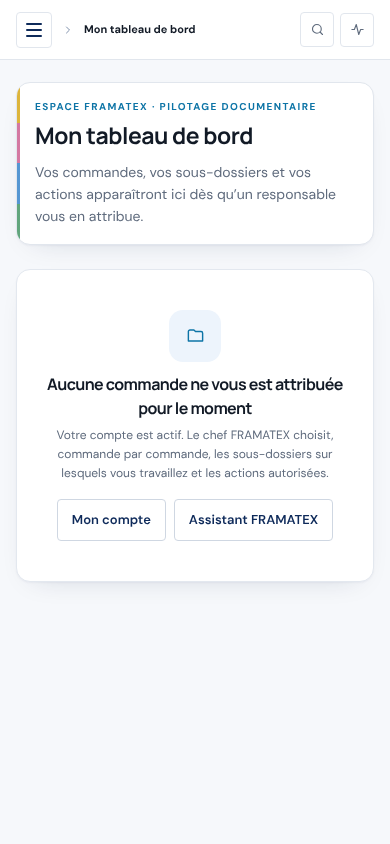 Mon tableau de bord
ESPACE FRAMATEX · PILOTAGE DOCUMENTAIRE
Mon tableau de bord
Vos commandes, vos sous-dossiers et vos
actions apparaîtront ici dès qu’un responsable
vous en attribue.
Aucune commande ne vous est attribuée
pour le moment
Votre compte est actif. Le chef FRAMATEX choisit,
commande par commande, les sous-dossiers sur
lesquels vous travaillez et les actions autorisées.
Mon compte
Assistant FRAMATEX